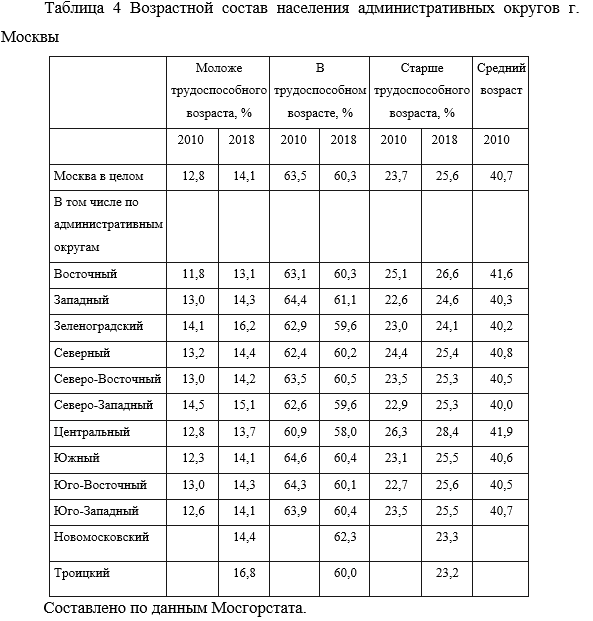 Таблица 4 Возрастной состав населения административных округов г.
Москвы
Моложе трудоспособного возраста, % В трудоспособном возрасте, % Старше трудоспособного возраста, % Средний возраст
2010 2018 2010 2018 2010 2018 2010
Москва в целом 12,8 14,1 63,5 60,3 23,7 25,6 40,7
В том числе по
административным
округам
Восточный 11,8 13,1 63,1 60,3 25,1 26,6 41,6
Западный 13,0 14,3 64,4 61,1 22,6 24,6 40,3
Зеленоградский 14,1 16,2 62,9 59,6 23,0 24,1 40,2
Северный 13,2 14,4 62,4 60,2 24,4 25,4 40,8
Северо-Восточный 13,0 14,2 63,5 60,5 23,5 25,3 40,5
Северо-Западный 14,5 15,1 62,6 59,6 22,9 25,3 40,0
Центральный 12,8 13,7 60,9 58,0 26,3 28,4 41,9
Южный 12,3 14,1 64,6 60,4 23,1 25,5 40,6
Юго-Восточный 13,0 14,3 64,3 60,1 22,7 25,6 40,5
Юго-Западный 12,6 14,1 63,9 60,4 23,5 25,5 40,7
Новомосковский 14,4 62,3 23,3
Троицкий 16,8 60,0 23,2
Составлено по данным Мосгорстата.